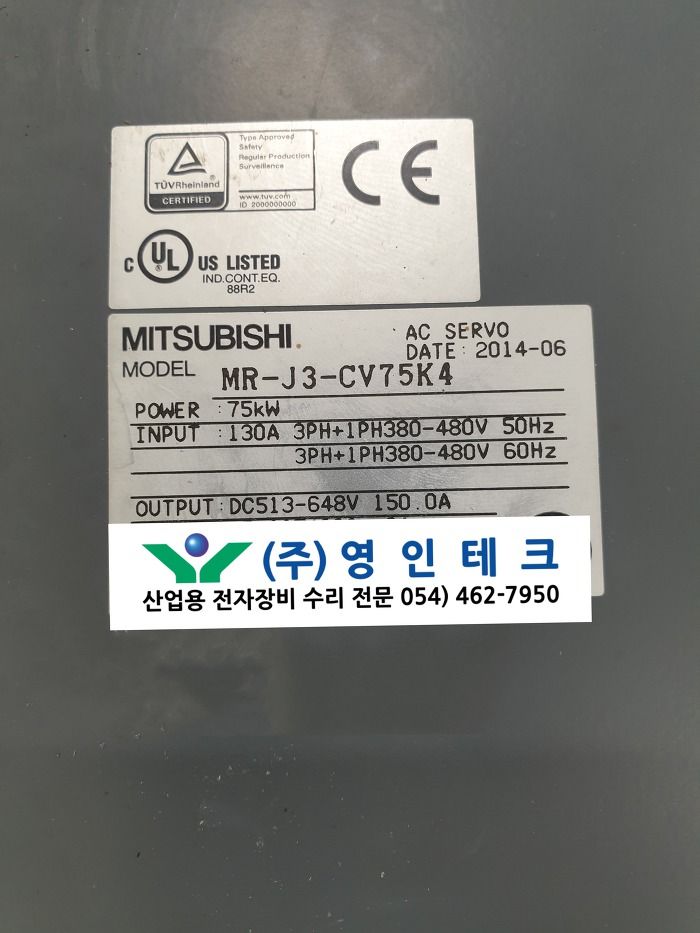 TÜVRheinland
CERTIFIED
Type Approved
Safety
Regular Production
Surveillance
www.tuv.com
ID 2000000000
CE
C UL US LISTED
IND.CONT.EQ.
88R2
MITSUBISHI
AC SERVO
DATE: 2014-06
MODEL MR-J3-CV75K4
POWER :75kW
INPUT :130A 3PH+1PH380-480V 50Hz
3PH+1PH380-480V 60Hz
OUTPUT:DC513-648V 150.0A
(주)영인테크
산업용 전자장비 수리 전문 054) 462-7950